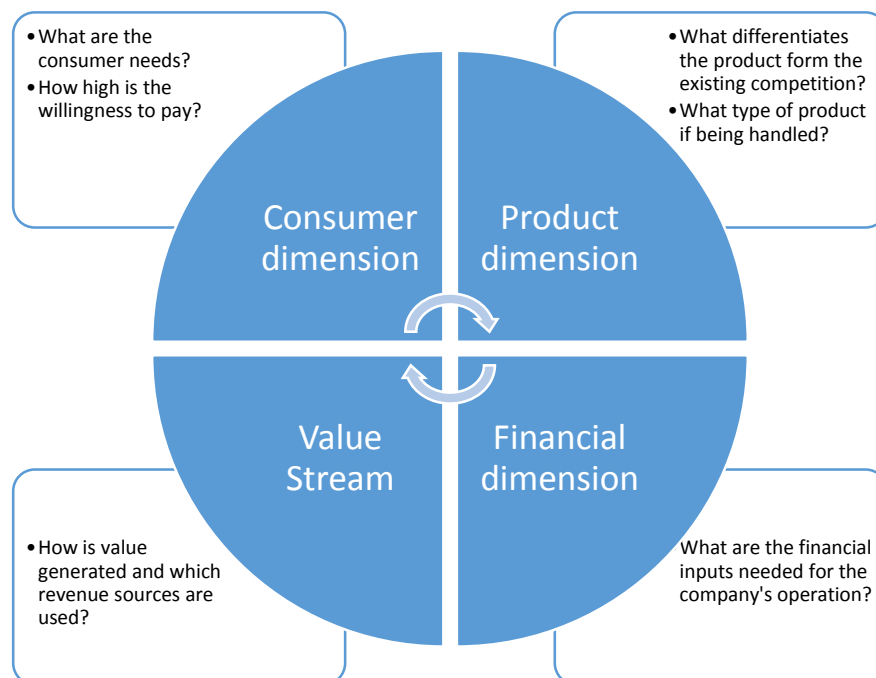 •What are the
consumer needs?
•How high is the
willingness to pay?
•What differentiates
the product form the
existing competition?
•What type of product
if being handled?
Consumer
dimension
Product
dimension
Value
Stream
Financial
dimension
•How is value
generated and which
revenue sources are
used?
What are the financial
inputs needed for the
company's operation?